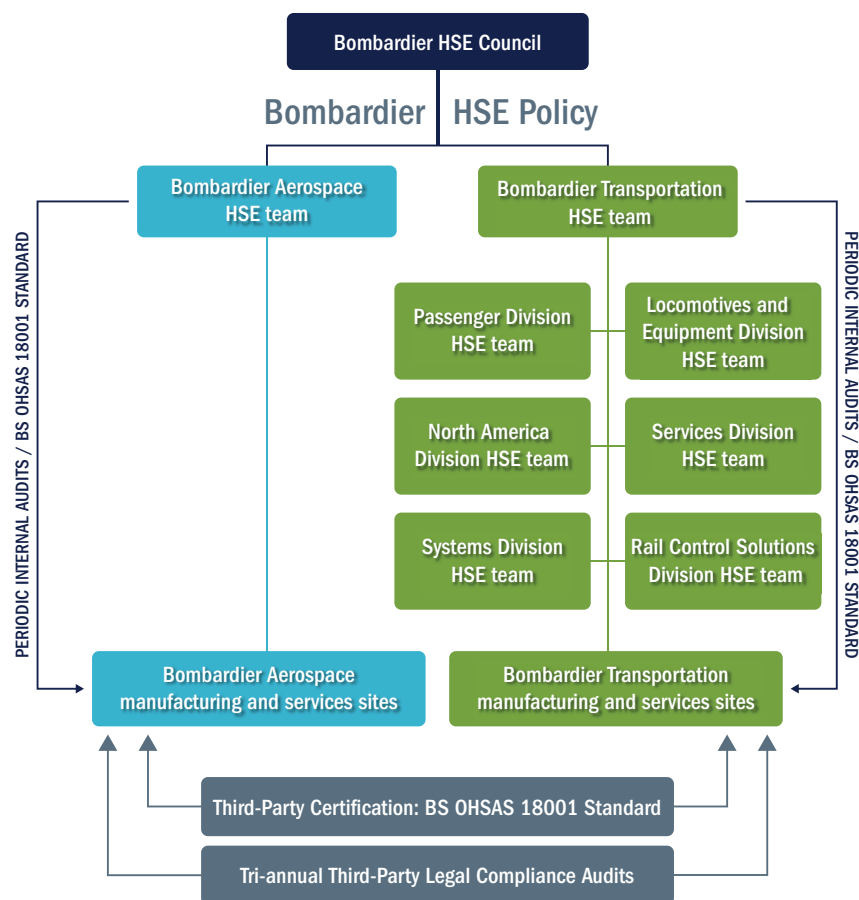 Bombardier HSE Council
Bombardier HSE Policy
Bombardier Aerospace
HSE team
Bombardier Transportation
HSE team
PERIODIC INTERNAL AUDITS / BS OHSAS 18001 STANDARD
PERIODIC INTERNAL AUDITS / BS OHSAS 18001 STANDARD
Passenger Division
HSE team
Locomotives and
Equipment Division
HSE team
North America
Division HSE team
Services Division
HSE team
Systems Division
HSE team
Rail Control Solutions
Division HSE team
Bombardier Aerospace
manufacturing and services sites
Bombardier Transportation
manufacturing and services sites
Third-Party Certification: BS OHSAS 18001 Standard
Tri-annual Third-Party Legal Compliance Audits